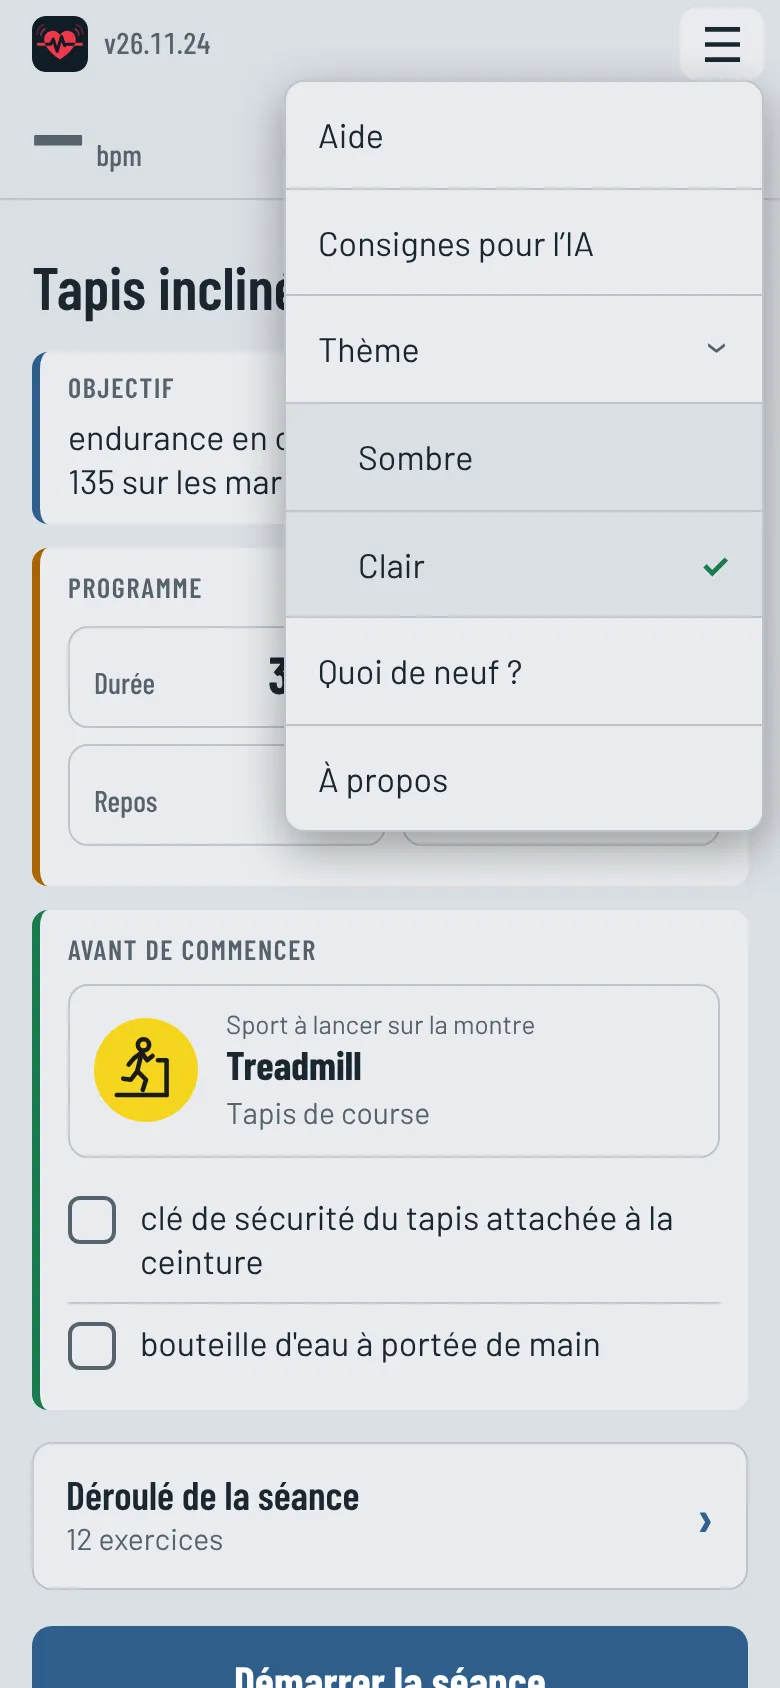 v26.11.24
bpm
Aide
Consignes pour l’IA
Thème
Sombre
Clair
Quoi de neuf ?
À propos
Tapis incliné
OBJECTIF
endurance en
135 sur les mar
PROGRAMME
Durée 3
Repos
AVANT DE COMMENCER
Sport à lancer sur la montre
Treadmill
Tapis de course
clé de sécurité du tapis attachée à la
ceinture
bouteille d'eau à portée de main
Déroulé de la séance
12 exercices
Démarrer la séance